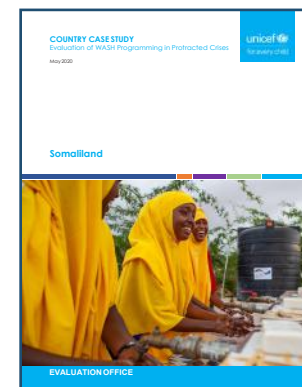 COUNTRY CASE STUDY
Evaluation of WASH Programming in Protracted Crises
May 2020
unicef
for every child
Somaliland
EVALUATION OFFICE